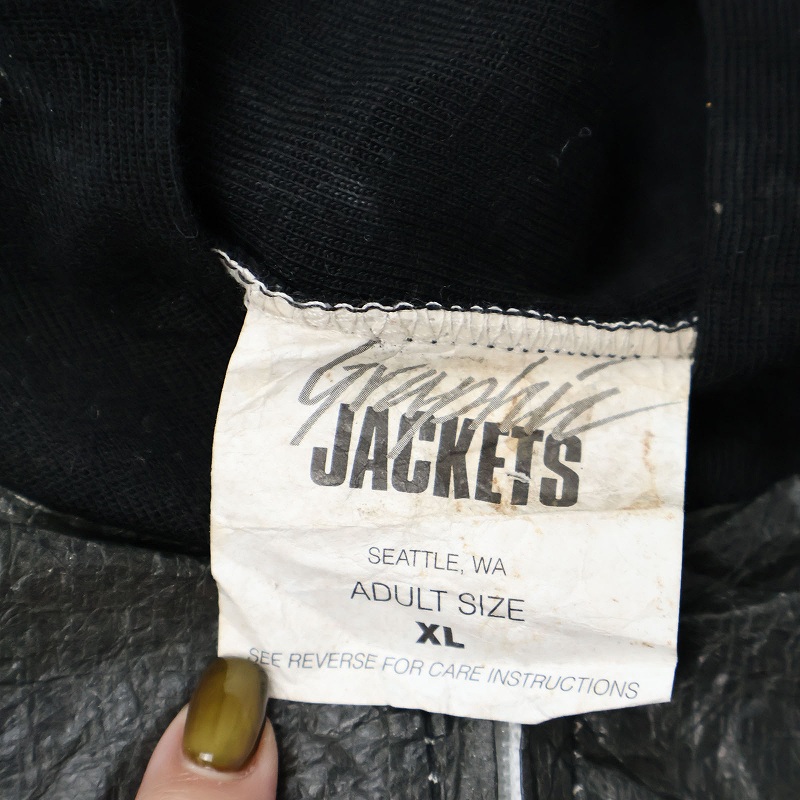 Graphic
JACKETS
SEATTLE, WA
ADULT SIZE
XL
SEE REVERSE FOR CARE INSTRUCTIONS